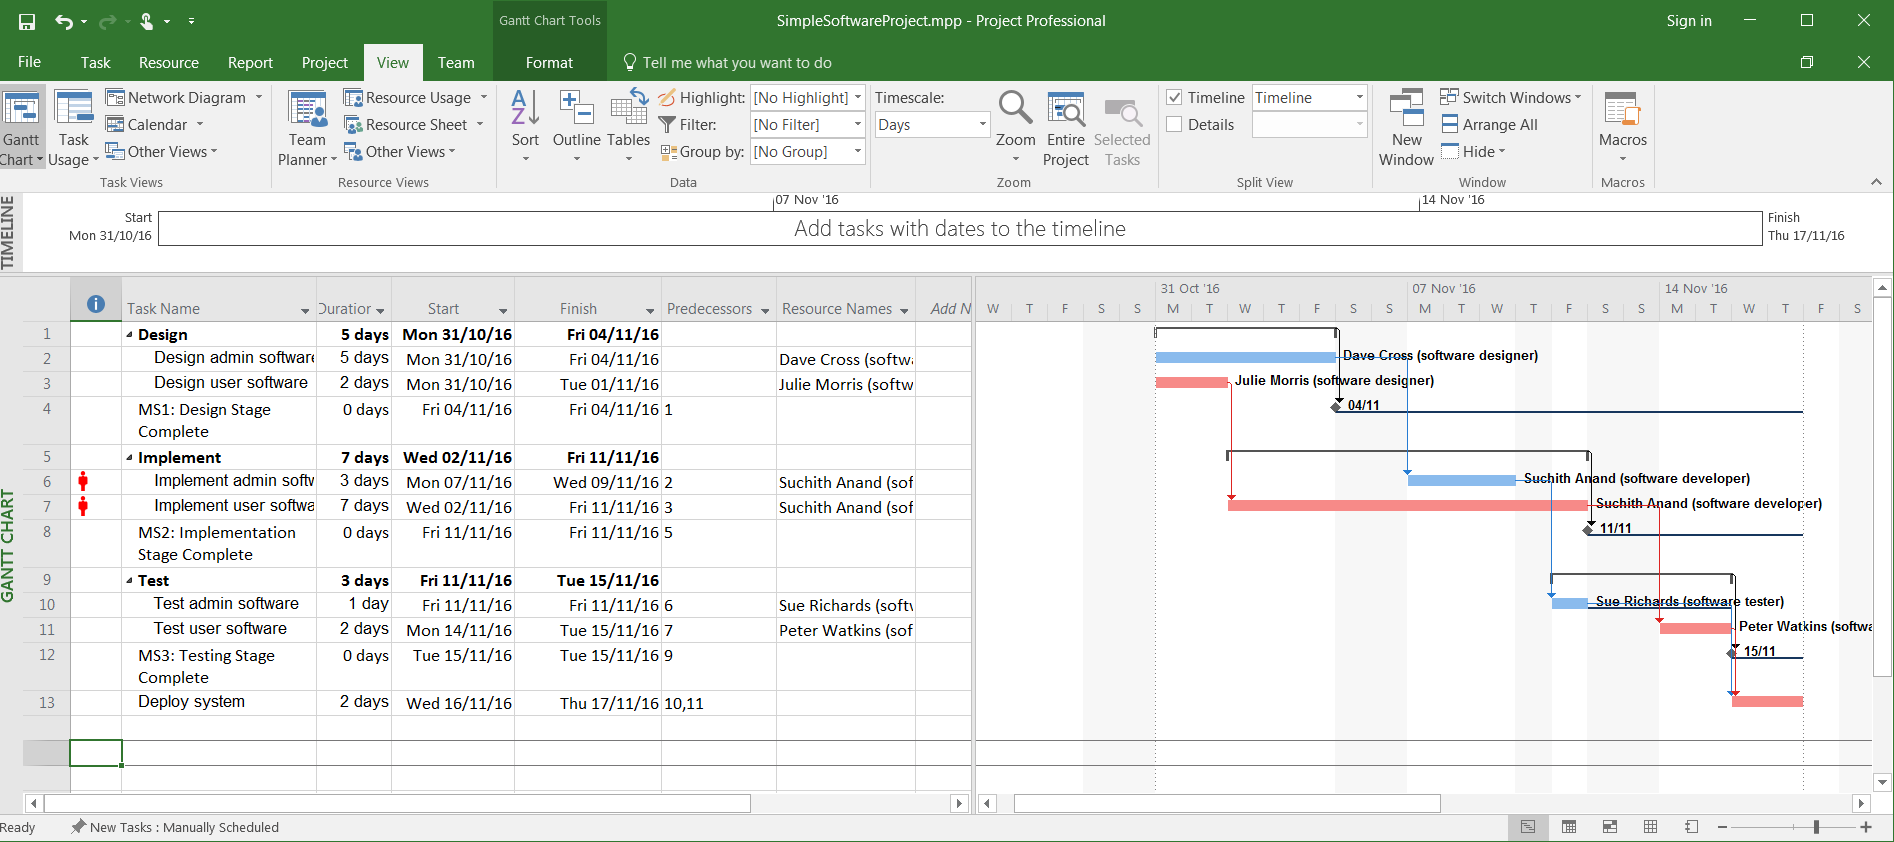 Gantt Chart Tools
SimpleSoftwareProject.mpp - Project Professional
Sign in
File Task Resource Report Project View Team Format Tell me what you want to do
Gantt Chart
Task Usage
Network Diagram
Calendar
Other Views
Task Views
Team Planner
Resource Usage
Resource Sheet
Other Views
Resource Views
Sort
Outline
Tables
Highlight: [No Highlight]
Filter: [No Filter]
Group by: [No Group]
Data
Timescale:
Days
Zoom
Entire Project
Selected Tasks
Zoom
Timeline Timeline
Details
Split View
New Window
Switch Windows
Arrange All
Hide
Window
Macros
Macros
TIMELINE
07 Nov '16 14 Nov '16
Start
Mon 31/10/16
Add tasks with dates to the timeline
Finish
Thu 17/11/16
GANTT CHART
Task Name Duration Start Finish Predecessors Resource Names Add N
1 Design 5 days Mon 31/10/16 Fri 04/11/16
2 Design admin software 5 days Mon 31/10/16 Fri 04/11/16 Dave Cross (softw
3 Design user software 2 days Mon 31/10/16 Tue 01/11/16 Julie Morris (softw
4 MS1: Design Stage Complete 0 days Fri 04/11/16 Fri 04/11/16 1
5 Implement 7 days Wed 02/11/16 Fri 11/11/16
6 Implement admin softw 3 days Mon 07/11/16 Wed 09/11/16 2 Suchith Anand (sof
7 Implement user softwa 7 days Wed 02/11/16 Fri 11/11/16 3 Suchith Anand (sof
8 MS2: Implementation Stage Complete 0 days Fri 11/11/16 Fri 11/11/16 5
9 Test 3 days Fri 11/11/16 Tue 15/11/16
10 Test admin software 1 day Fri 11/11/16 Fri 11/11/16 6 Sue Richards (softw
11 Test user software 2 days Mon 14/11/16 Tue 15/11/16 7 Peter Watkins (sof
12 MS3: Testing Stage Complete 0 days Tue 15/11/16 Tue 15/11/16 9
13 Deploy system 2 days Wed 16/11/16 Thu 17/11/16 10,11
31 Oct '16 07 Nov '16 14 Nov '16
W T F S S M T W T F S S M T W T F S S M T W T F S
Dave Cross (software designer)
Julie Morris (software designer)
04/11
Suchith Anand (software developer)
Suchith Anand (software developer)
11/11
Sue Richards (software tester)
Peter Watkins (softwa
15/11
Ready New Tasks : Manually Scheduled